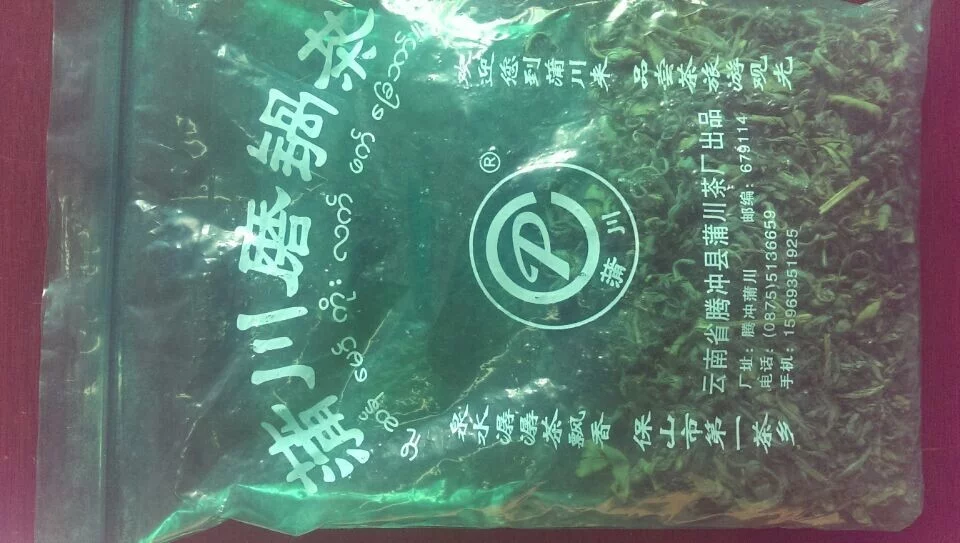 蒲川磨锅茶
欢迎您到蒲川来
品尝茶旅游观光
®
蒲川
泉水潺潺茶飘香
保山市第一茶乡
云南省腾冲县蒲川茶厂出品
厂址：腾冲蒲川 邮编：679114
电话：(0875)5136659
手机：15969351925